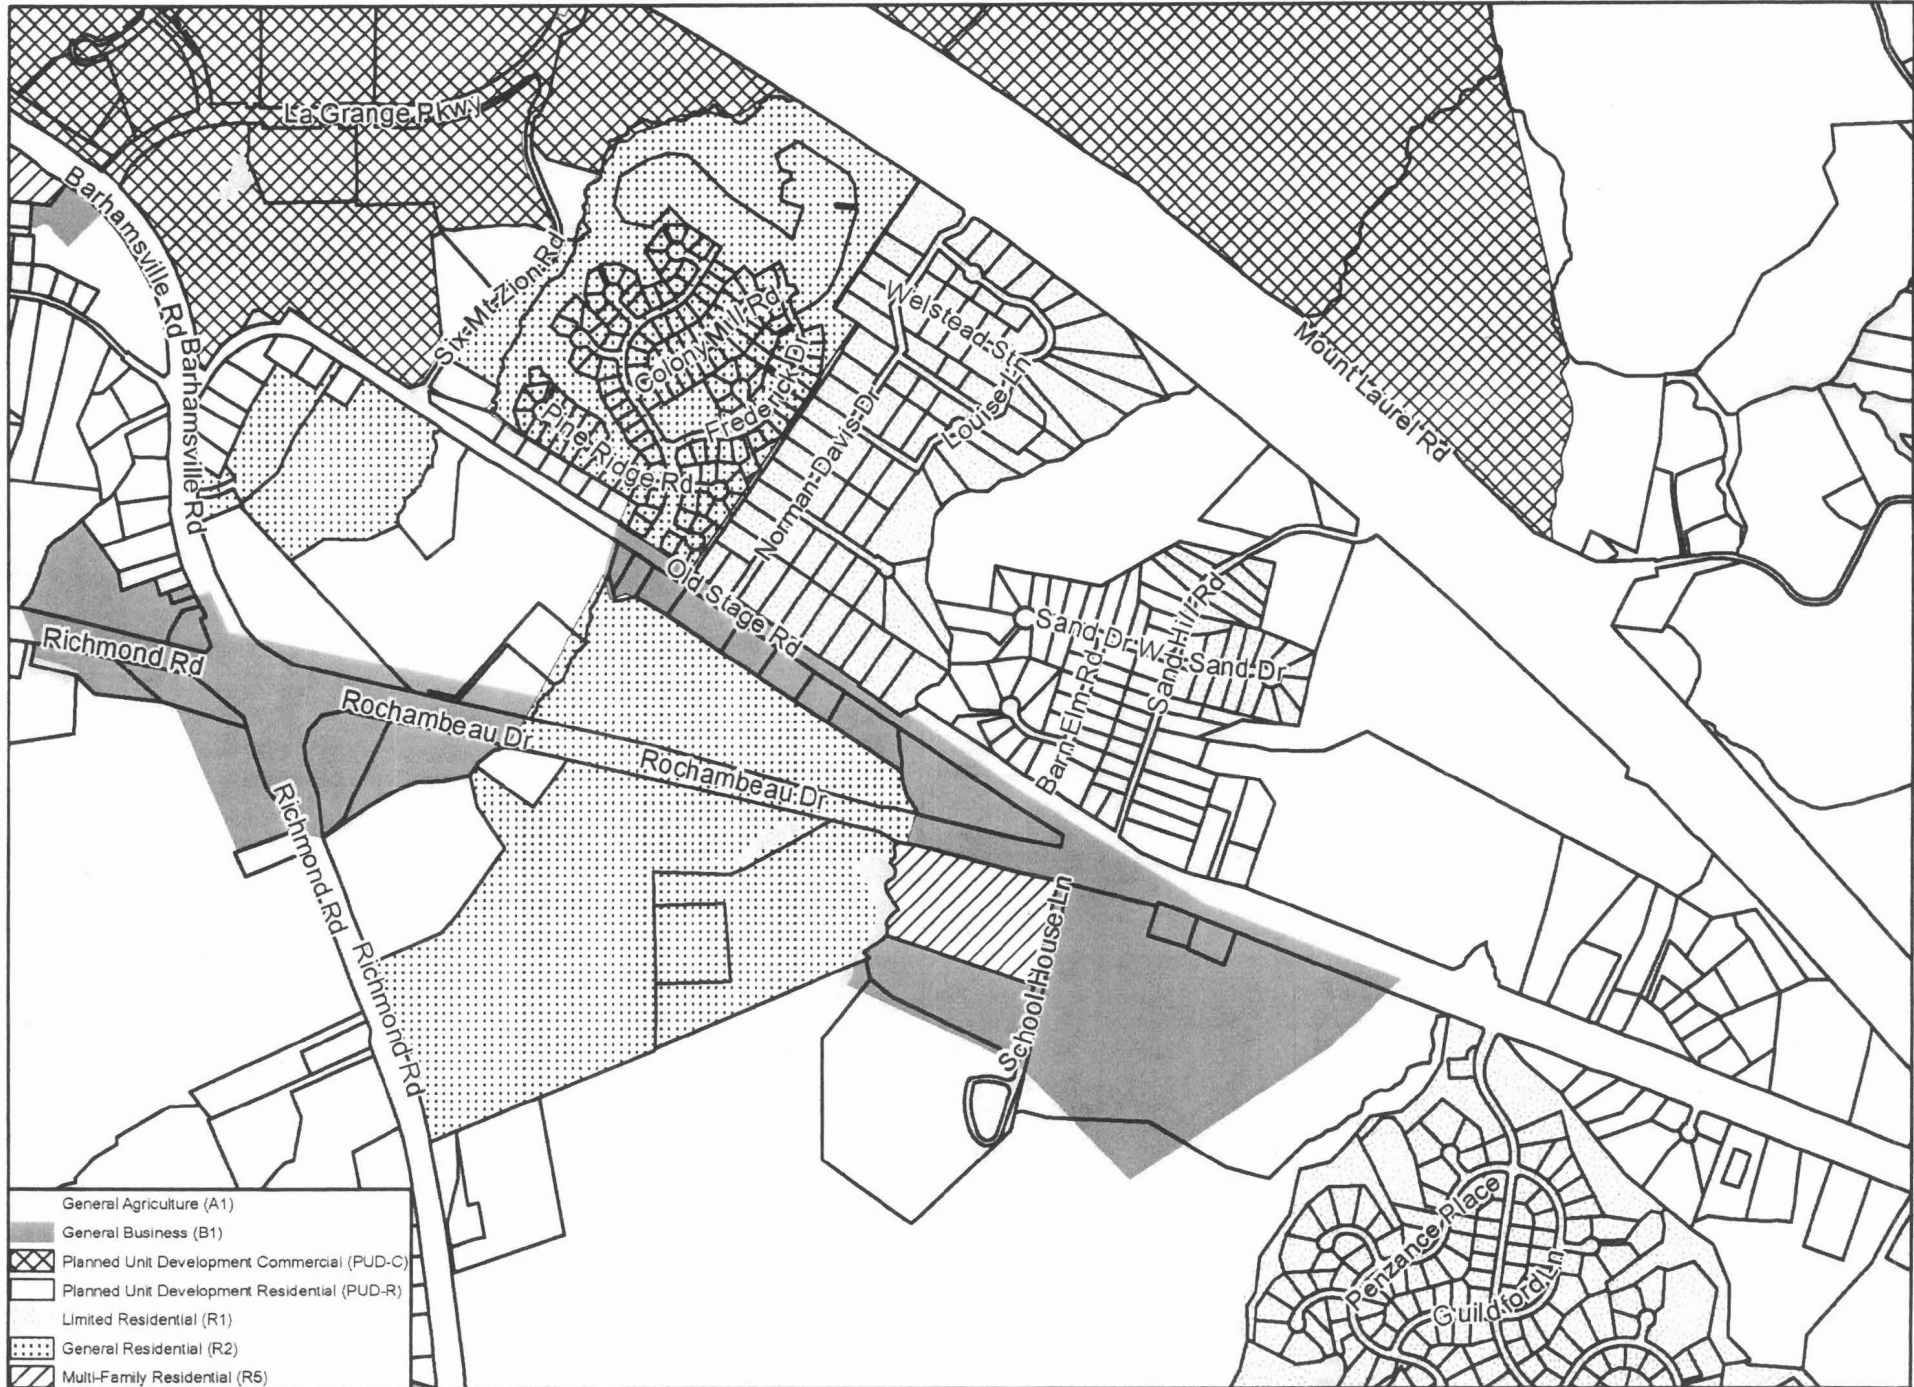 La Grange Pkwy
Barhamsville Rd
Six-Mt-Zion-Rd
Welstead-St
Colony-Mill-Rd
Mount Laurel Rd
Barhamsville Rd
Frederick-Dr
Louise-Ln
Pine-Ridge-Rd
Norman-Davis-Dr
Old Stage Rd
Sand-Hill-Rd
Richmond Rd
Sand-Dr-W
Sand-Dr
Barn-Elm-Rd
Rochambeau Dr
Rochambeau Dr
Richmond Rd
School-House-Ln
Richmond-Rd
Penzance-Place
Guildford-Ln
General Agriculture (A1)
General Business (B1)
Planned Unit Development Commercial (PUD-C)
Planned Unit Development Residential (PUD-R)
Limited Residential (R1)
General Residential (R2)
Multi-Family Residential (R5)